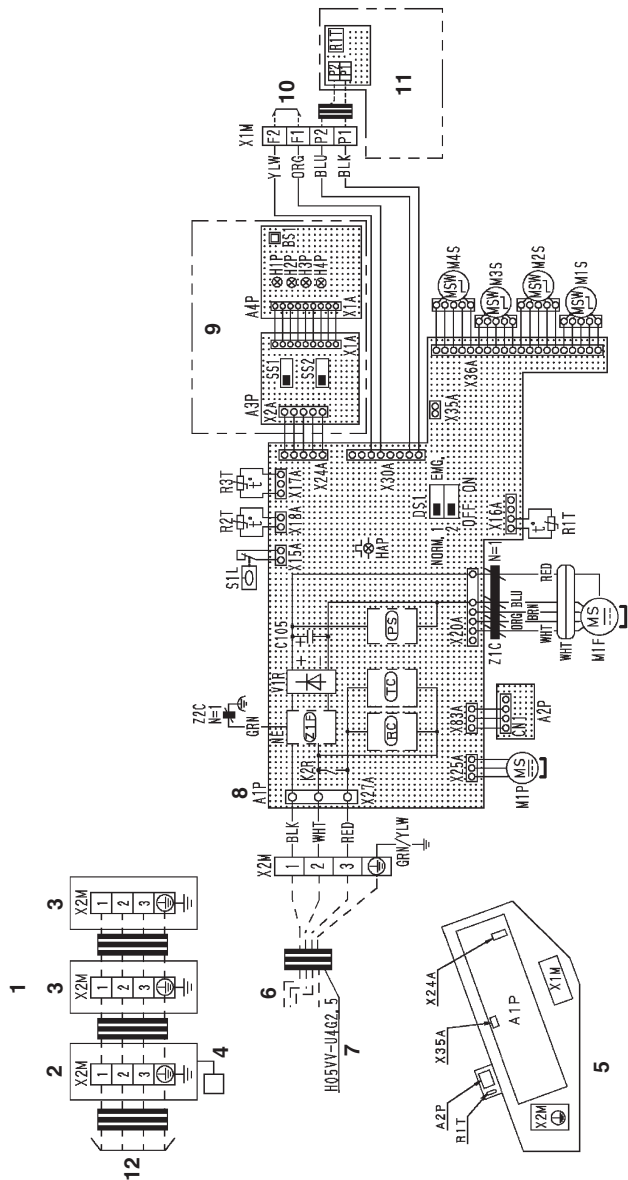 1
2
3
3
X2M
1
2
3
X2M
1
2
3
X2M
1
2
3
4
12
5
A2P
R1T
X35A
X24A
A1P
X1M
X2M
6
H05VV-U4G2,5
7
X2M
1
2
3
GRN/YLW
BLK
WHT
RED
8
A1P
X27A
K2R
Z2C
N=1
GRN
NE
Z1F
V1R
C105
+
+
RC
TC
PS
HAP
X25A
MS
M1P
X83A
CN
A2P
X20A
Z1C
N=1
WHT
ORG
BRN
BLU
RED
WHT
MS
M1F
S1L
X15A
R2T
t°
X18A
R3T
t°
X17A
X24A
X30A
X35A
DS1
NORM.
EMG.
1
2
OFF
ON
X16A
t°
R1T
X36A
MSW
M4S
MSW
M3S
MSW
M2S
MSW
M1S
9
A3P
X2A
SS1
SS2
X1A
A4P
X1A
BS1
H1P
H2P
H3P
H4P
YLW
ORG
BLU
BLK
X1M
F2
F1
P2
P1
10
R1T
P2
P1
11